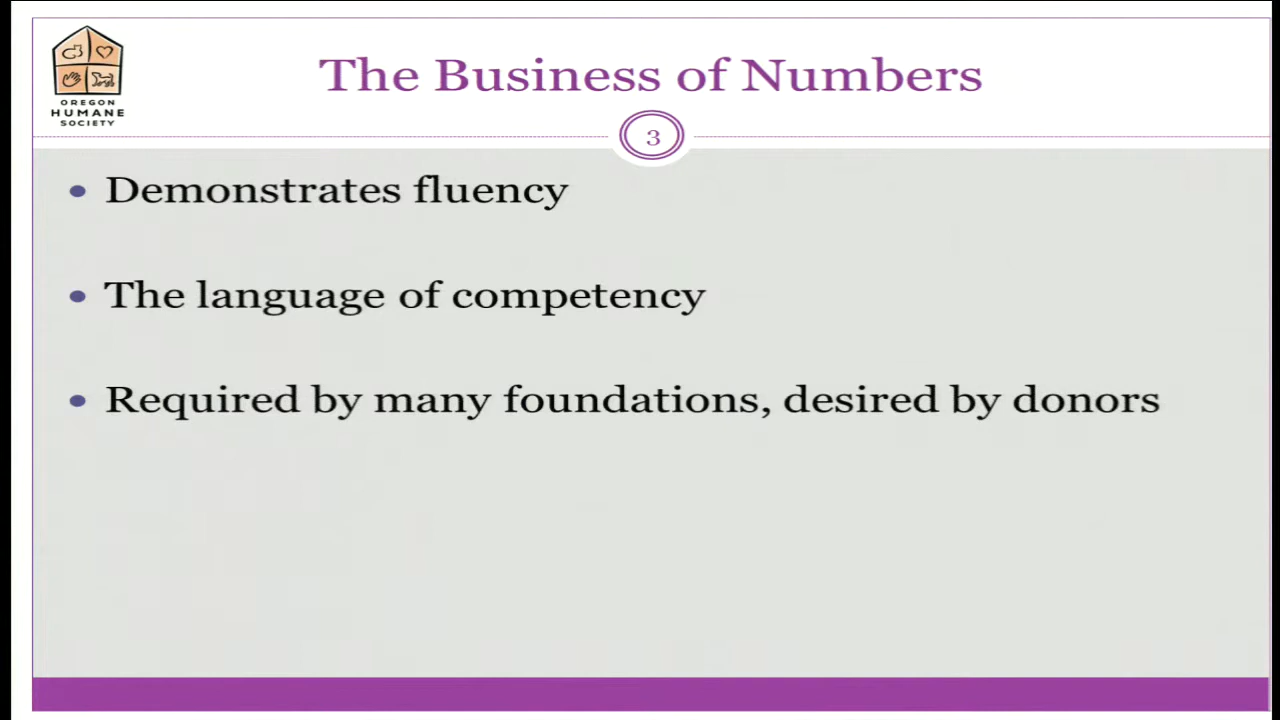 OREGON
HUMANE
SOCIETY
The Business of Numbers
3
• Demonstrates fluency
• The language of competency
• Required by many foundations, desired by donors